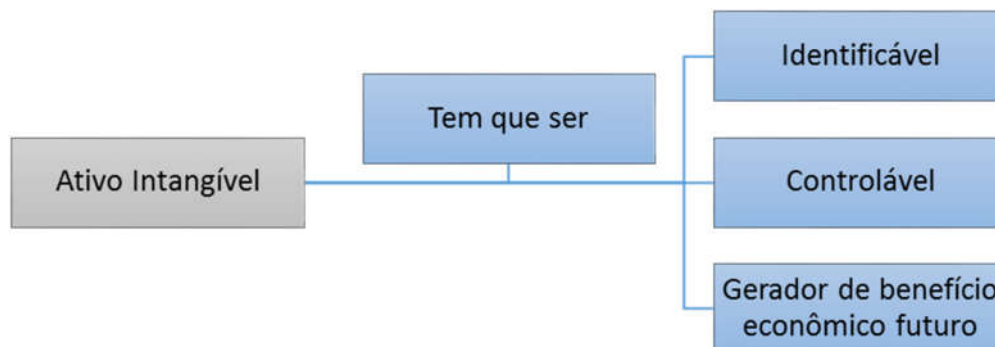 Ativo Intangível
Tem que ser
Identificável
Controlável
Gerador de benefício
econômico futuro